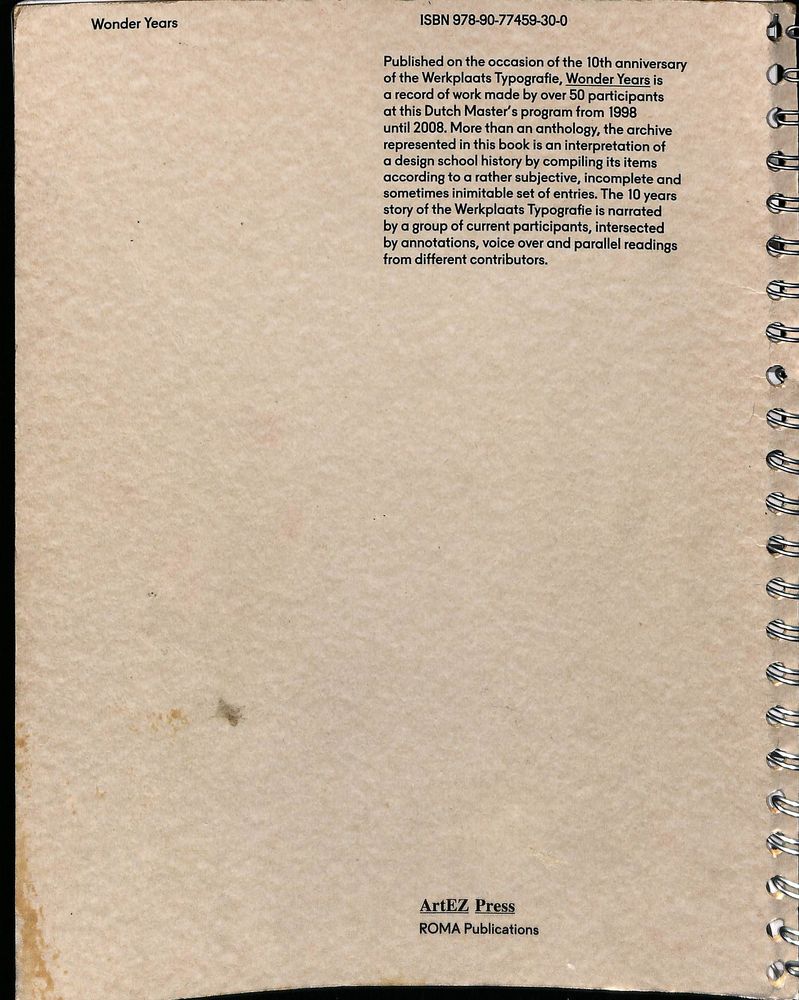 Wonder Years
ISBN 978-90-77459-30-0
Published on the occasion of the 10th anniversary
of the Werkplaats Typografie, Wonder Years is
a record of work made by over 50 participants
at this Dutch Master's program from 1998
until 2008. More than an anthology, the archive
represented in this book is an interpretation of
a design school history by compiling its items
according to a rather subjective, incomplete and
sometimes inimitable set of entries. The 10 years
story of the Werkplaats Typografie is narrated
by a group of current participants, intersected
by annotations, voice over and parallel readings
from different contributors.
ArtEZ Press
ROMA Publications